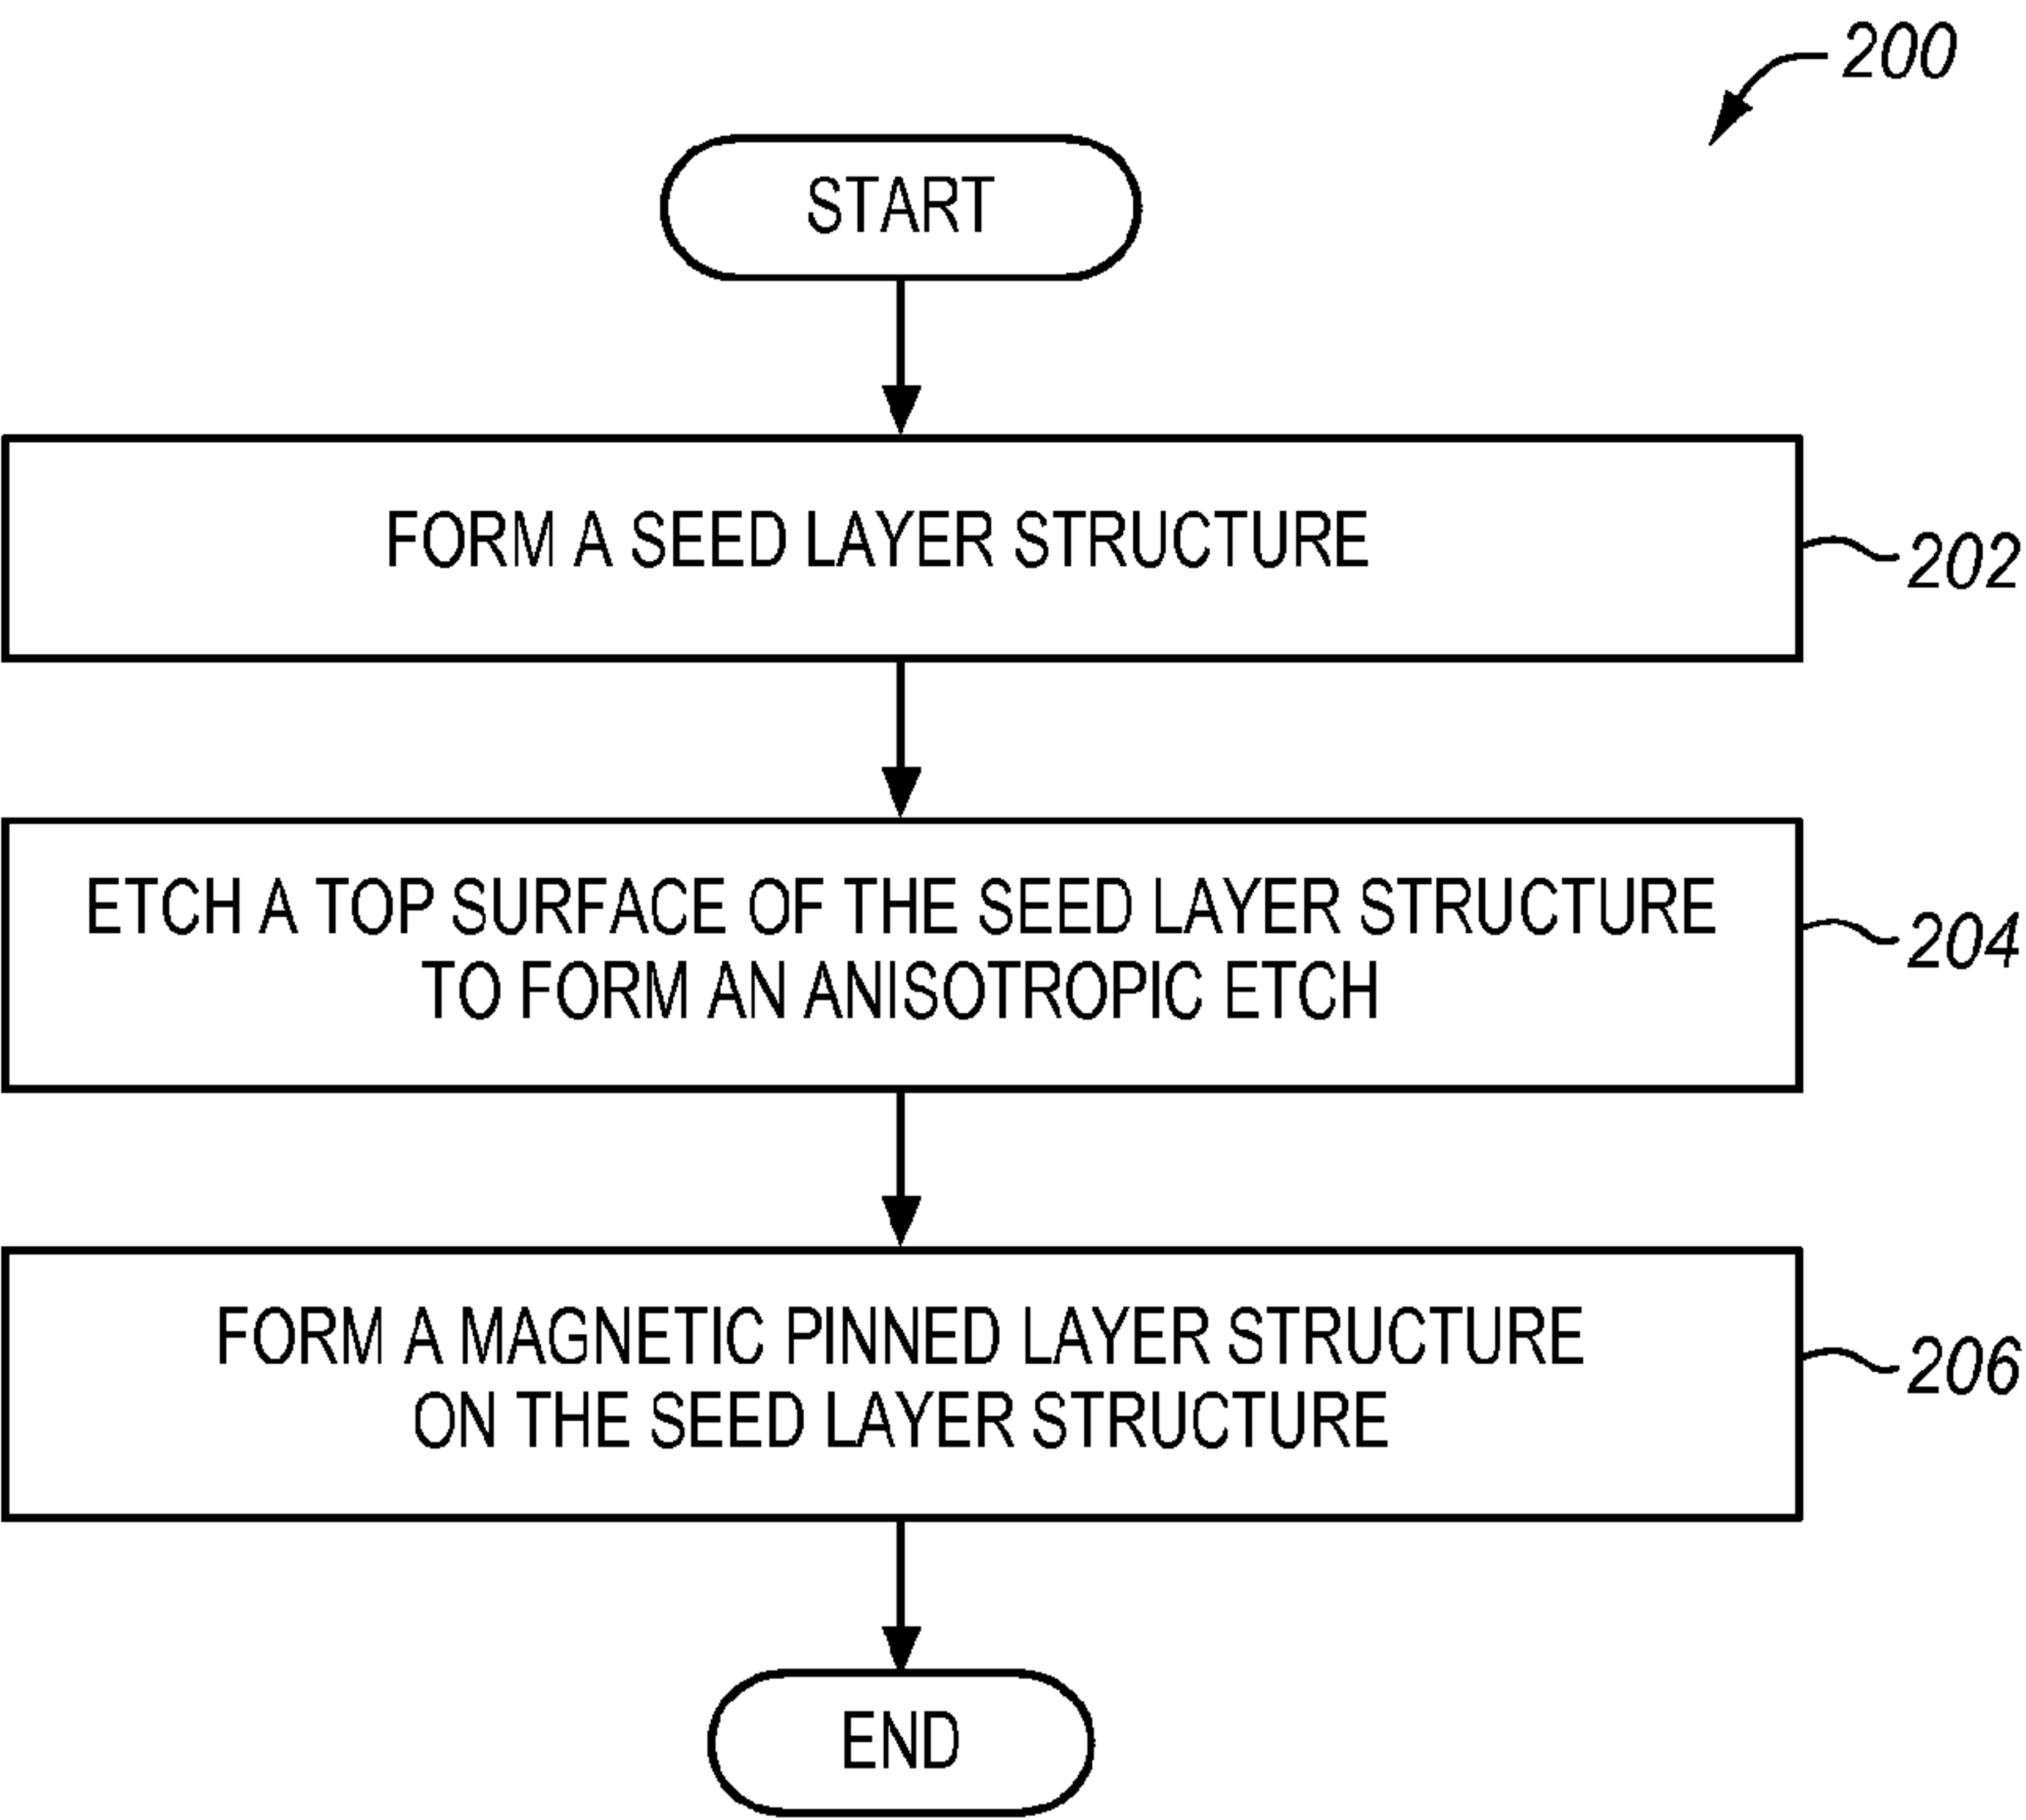 200
START
FORM A SEED LAYER STRUCTURE
202
ETCH A TOP SURFACE OF THE SEED LAYER STRUCTURE
TO FORM AN ANISOTROPIC ETCH
204
FORM A MAGNETIC PINNED LAYER STRUCTURE
ON THE SEED LAYER STRUCTURE
206
END